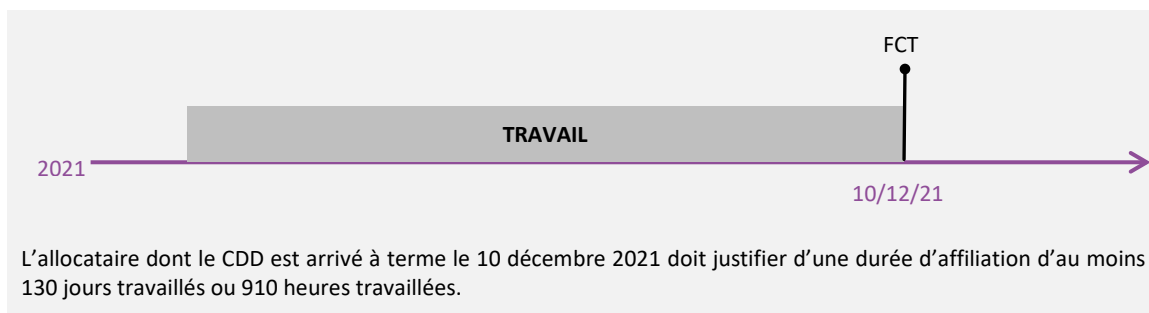 FCT
TRAVAIL
2021
10/12/21
L’allocataire dont le CDD est arrivé à terme le 10 décembre 2021 doit justifier d’une durée d’affiliation d’au moins
130 jours travaillés ou 910 heures travaillées.